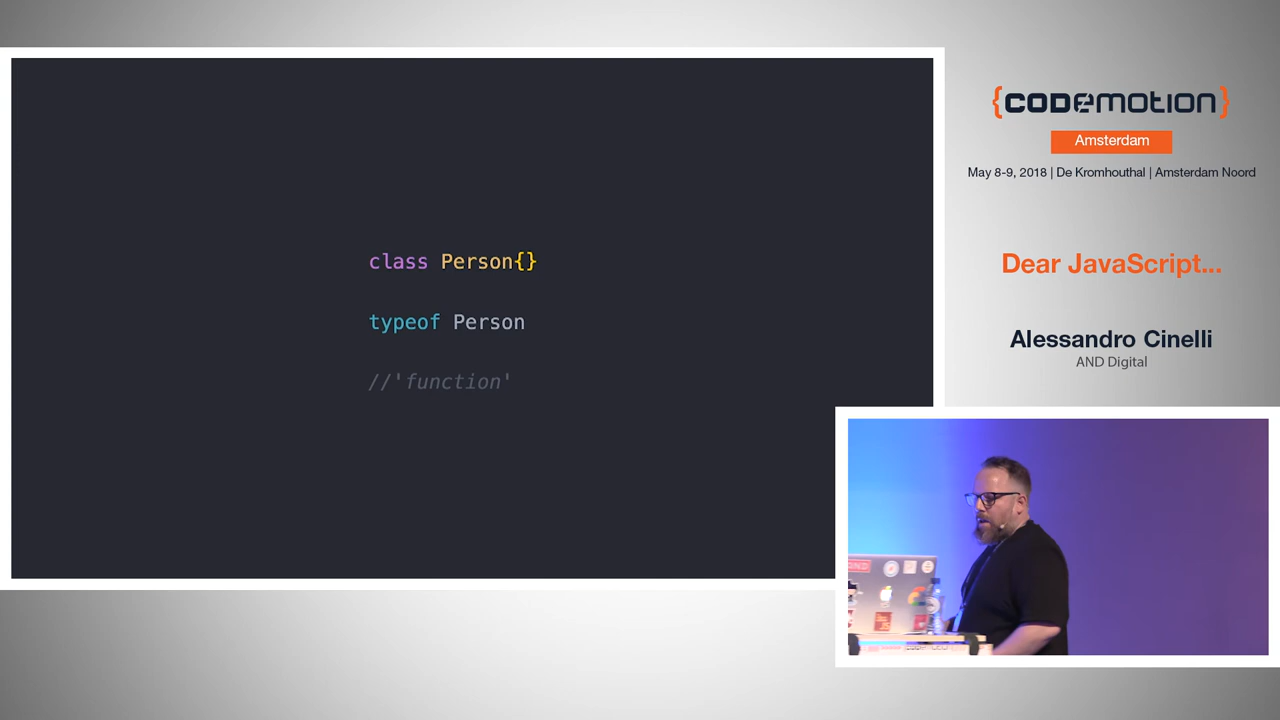 class Person{}
typeof Person
//'function'
{CODEMOTION}
Amsterdam
May 8-9, 2018 | De Kromhouthal | Amsterdam Noord
Dear JavaScript...
Alessandro Cinelli
AND Digital